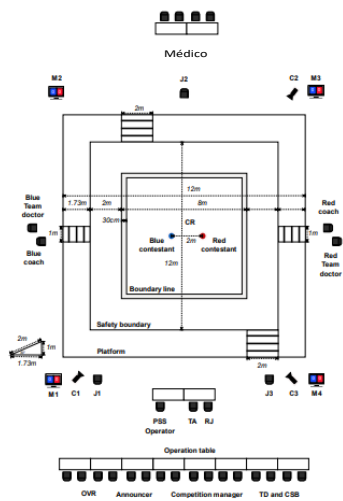 Médico
M2
J2
C2
M3
2m
12m
1.73m
2m
8m
Blue
Team
doctor
Red
coach
30cm
CR
1m
1m
2m
Blue
contestant
Red
contestant
Blue
coach
Red
Team
doctor
12m
Boundary line
2m
1m
Safety boundary
1.73m
Platform
2m
M1
C1
J1
J3
C3
M4
PSS
Operator
TA
RJ
Operation table
OVR
Announcer
Competition manager
TD and CSB